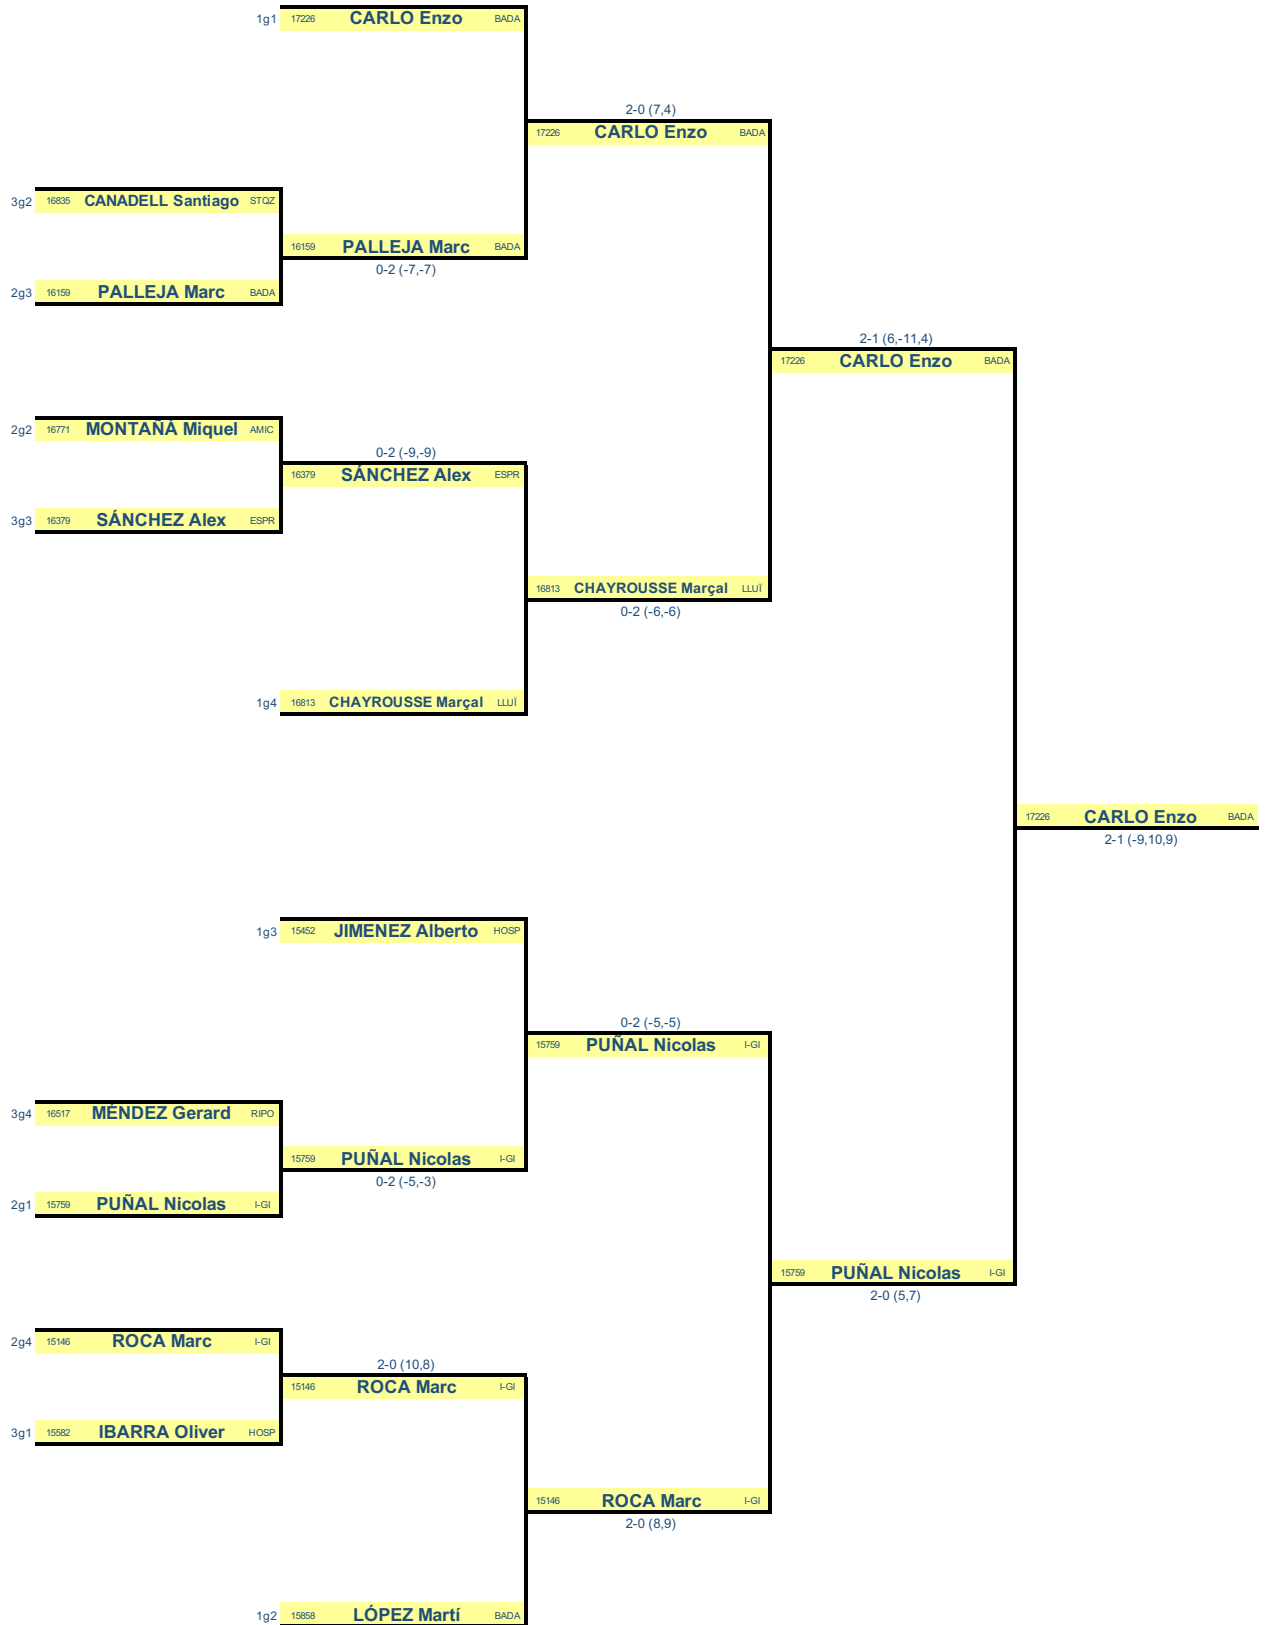 1g1 17226 CARLO Enzo BADA
2-0 (7,4)
17226 CARLO Enzo BADA
3g2 16835 CANADELL Santiago STQZ
16159 PALLEJA Marc BADA
0-2 (-7,-7)
2g3 16159 PALLEJA Marc BADA
2-1 (6,-11,4)
17226 CARLO Enzo BADA
2g2 16771 MONTAÑÁ Miquel AMIC
0-2 (-9,-9)
16379 SÁNCHEZ Alex ESPR
3g3 16379 SÁNCHEZ Alex ESPR
16813 CHAYROUSSE Marçal LLUÏ
0-2 (-6,-6)
1g4 16813 CHAYROUSSE Marçal LLUÏ
17226 CARLO Enzo BADA
2-1 (-9,10,9)
1g3 15452 JIMENEZ Alberto HOSP
0-2 (-5,-5)
15759 PUÑAL Nicolas I-GI
3g4 16517 MÉNDEZ Gerard RIPO
15759 PUÑAL Nicolas I-GI
0-2 (-5,-3)
2g1 15759 PUÑAL Nicolas I-GI
15759 PUÑAL Nicolas I-GI
2-0 (5,7)
2g4 15146 ROCA Marc I-GI
2-0 (10,8)
15146 ROCA Marc I-GI
3g1 15582 IBARRA Oliver HOSP
15146 ROCA Marc I-GI
2-0 (8,9)
1g2 15858 LÓPEZ Martí BADA